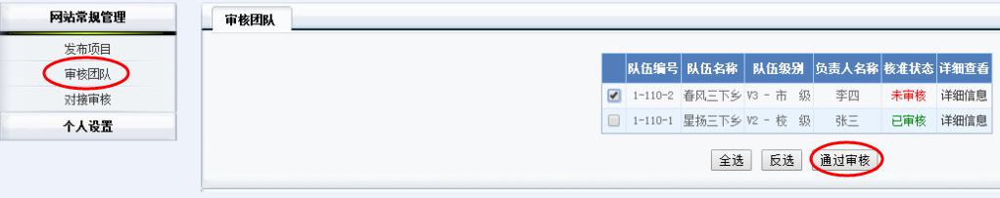 网站常规管理
发布项目
审核团队
对接审核
个人设置
审核团队
队伍编号 队伍名称 队伍级别 负责人名称 核准状态 详细查看
1-110-2 春风三下乡 V3 - 市 级 李四 未审核 详细信息
1-110-1 星扬三下乡 V2 - 校 级 张三 已审核 详细信息
全选 反选 通过审核